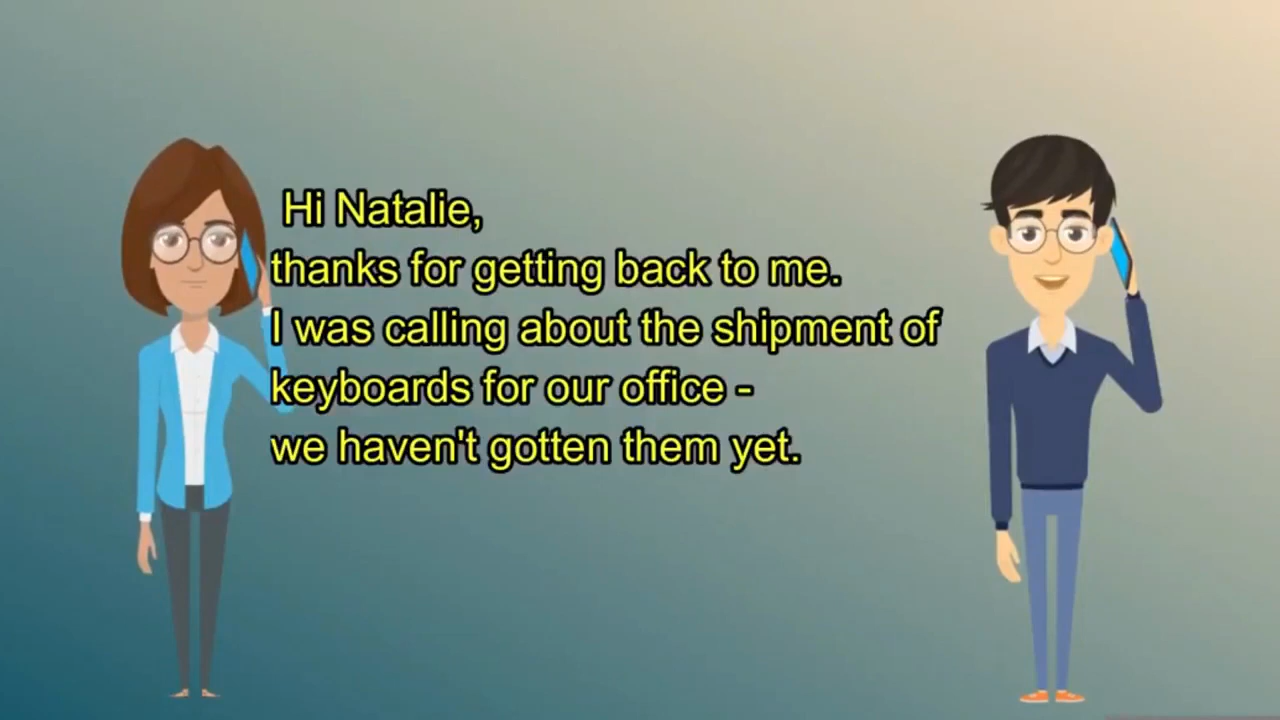 Hi Natalie,
thanks for getting back to me.
I was calling about the shipment of
keyboards for our office -
we haven't gotten them yet.